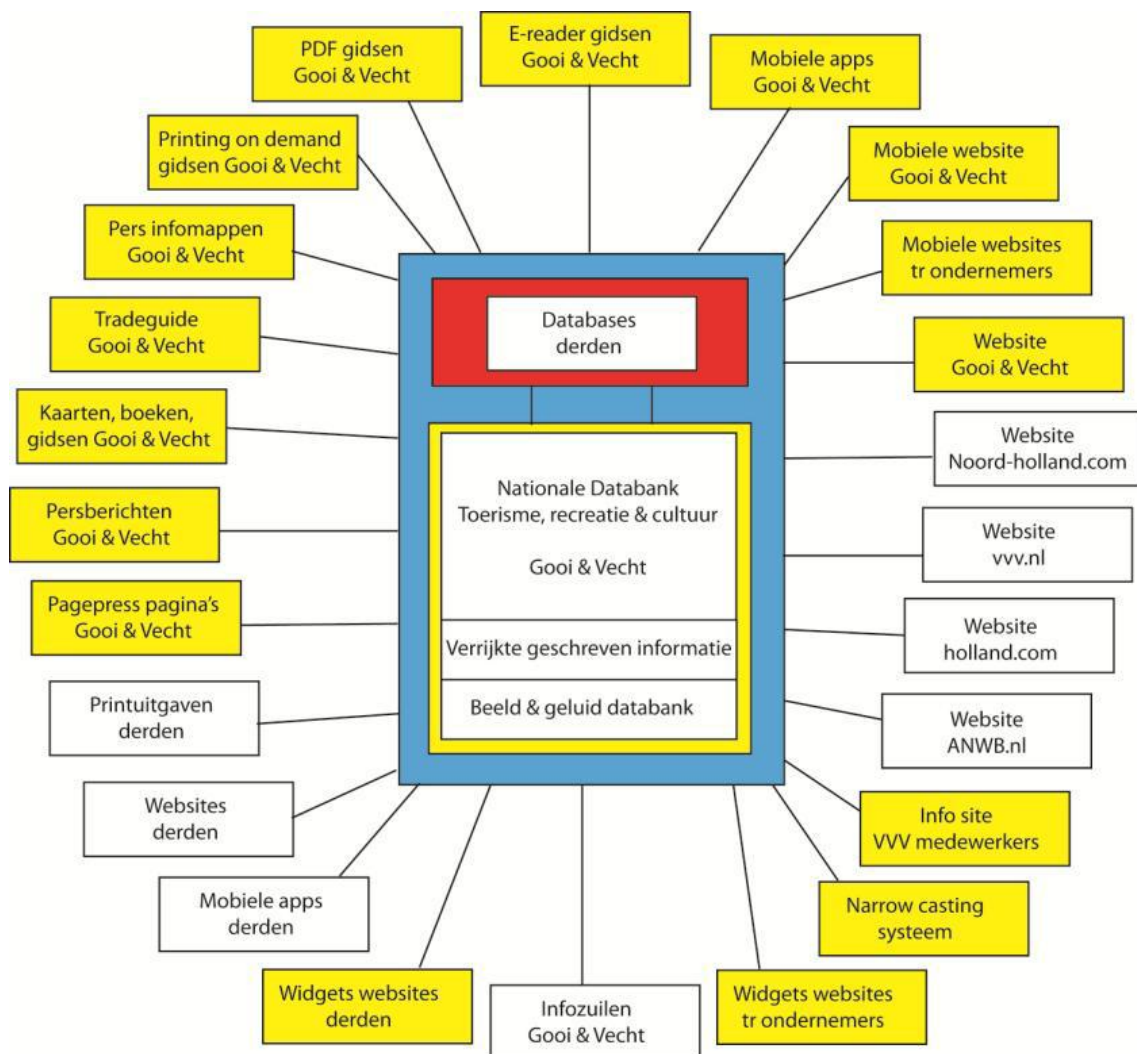 PDF gidsen
Gooi & Vecht
E-reader gidsen
Gooi & Vecht
Mobiele apps
Gooi & Vecht
Printing on demand
gidsen Gooi & Vecht
Mobiele website
Gooi & Vecht
Pers infomappen
Gooi & Vecht
Mobiele websites
tr ondernemers
Tradeguide
Gooi & Vecht
Databases
derden
Website
Gooi & Vecht
Kaarten, boeken,
gidsen Gooi & Vecht
Website
Noord-holland.com
Nationale Databank
Toerisme, recreatie & cultuur
Gooi & Vecht
Persberichten
Gooi & Vecht
Website
vvv.nl
Pagepress pagina's
Gooi & Vecht
Website
holland.com
Verrijkte geschreven informatie
Beeld & geluid databank
Printuitgaven
derden
Website
ANWB.nl
Websites
derden
Info site
VVV medewerkers
Mobiele apps
derden
Narrow casting
systeem
Widgets websites
derden
Infozuilen
Gooi & Vecht
Widgets websites
tr ondernemers